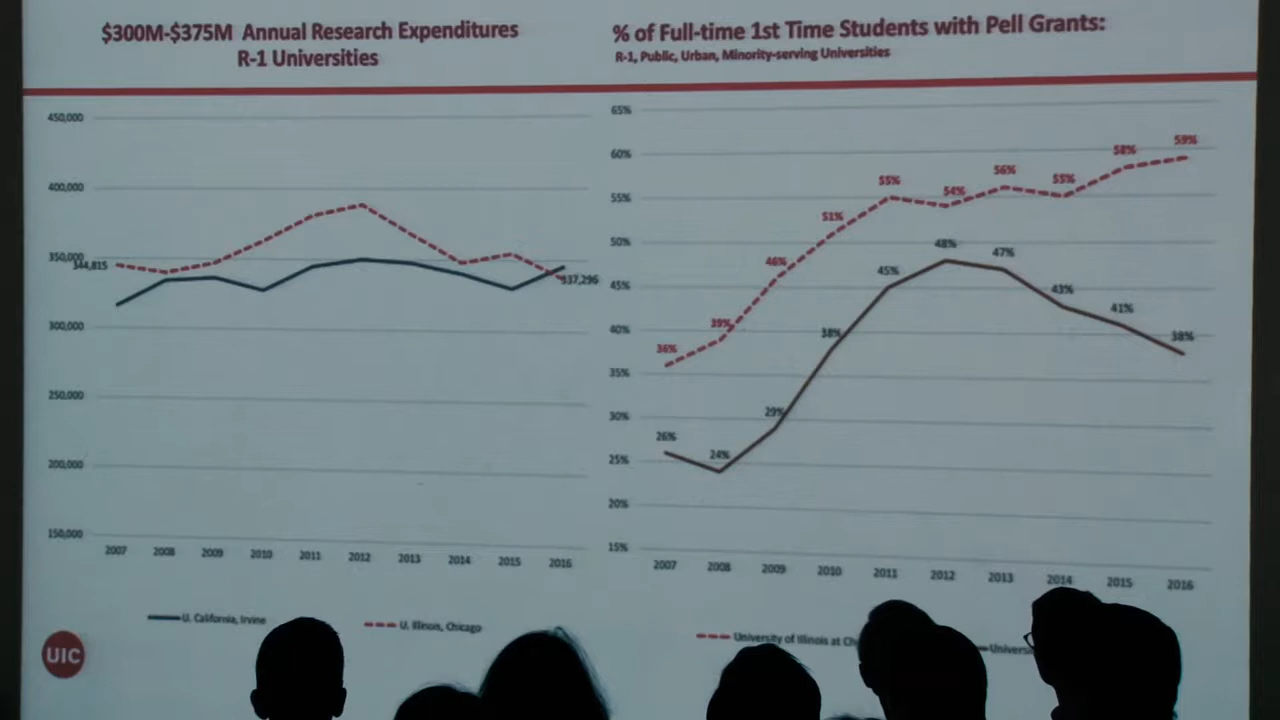 $300M-$375M Annual Research Expenditures
R-1 Universities
450,000
400,000
350,000
344,815
300,000
250,000
200,000
150,000
337,296
2007 2008 2009 2010 2011 2012 2013 2014 2015 2016
U. California, Irvine U. Illinois, Chicago
UIC
% of Full-time 1st Time Students with Pell Grants:
R-1, Public, Urban, Minority-serving Universities
65%
60%
55%
50%
45%
40%
35%
30%
25%
20%
15%
36% 39% 46% 51% 55% 54% 56% 55% 58% 59%
26% 24% 29% 38% 45% 48% 47% 43% 41% 38%
2007 2008 2009 2010 2011 2012 2013 2014 2015 2016
University of Illinois at